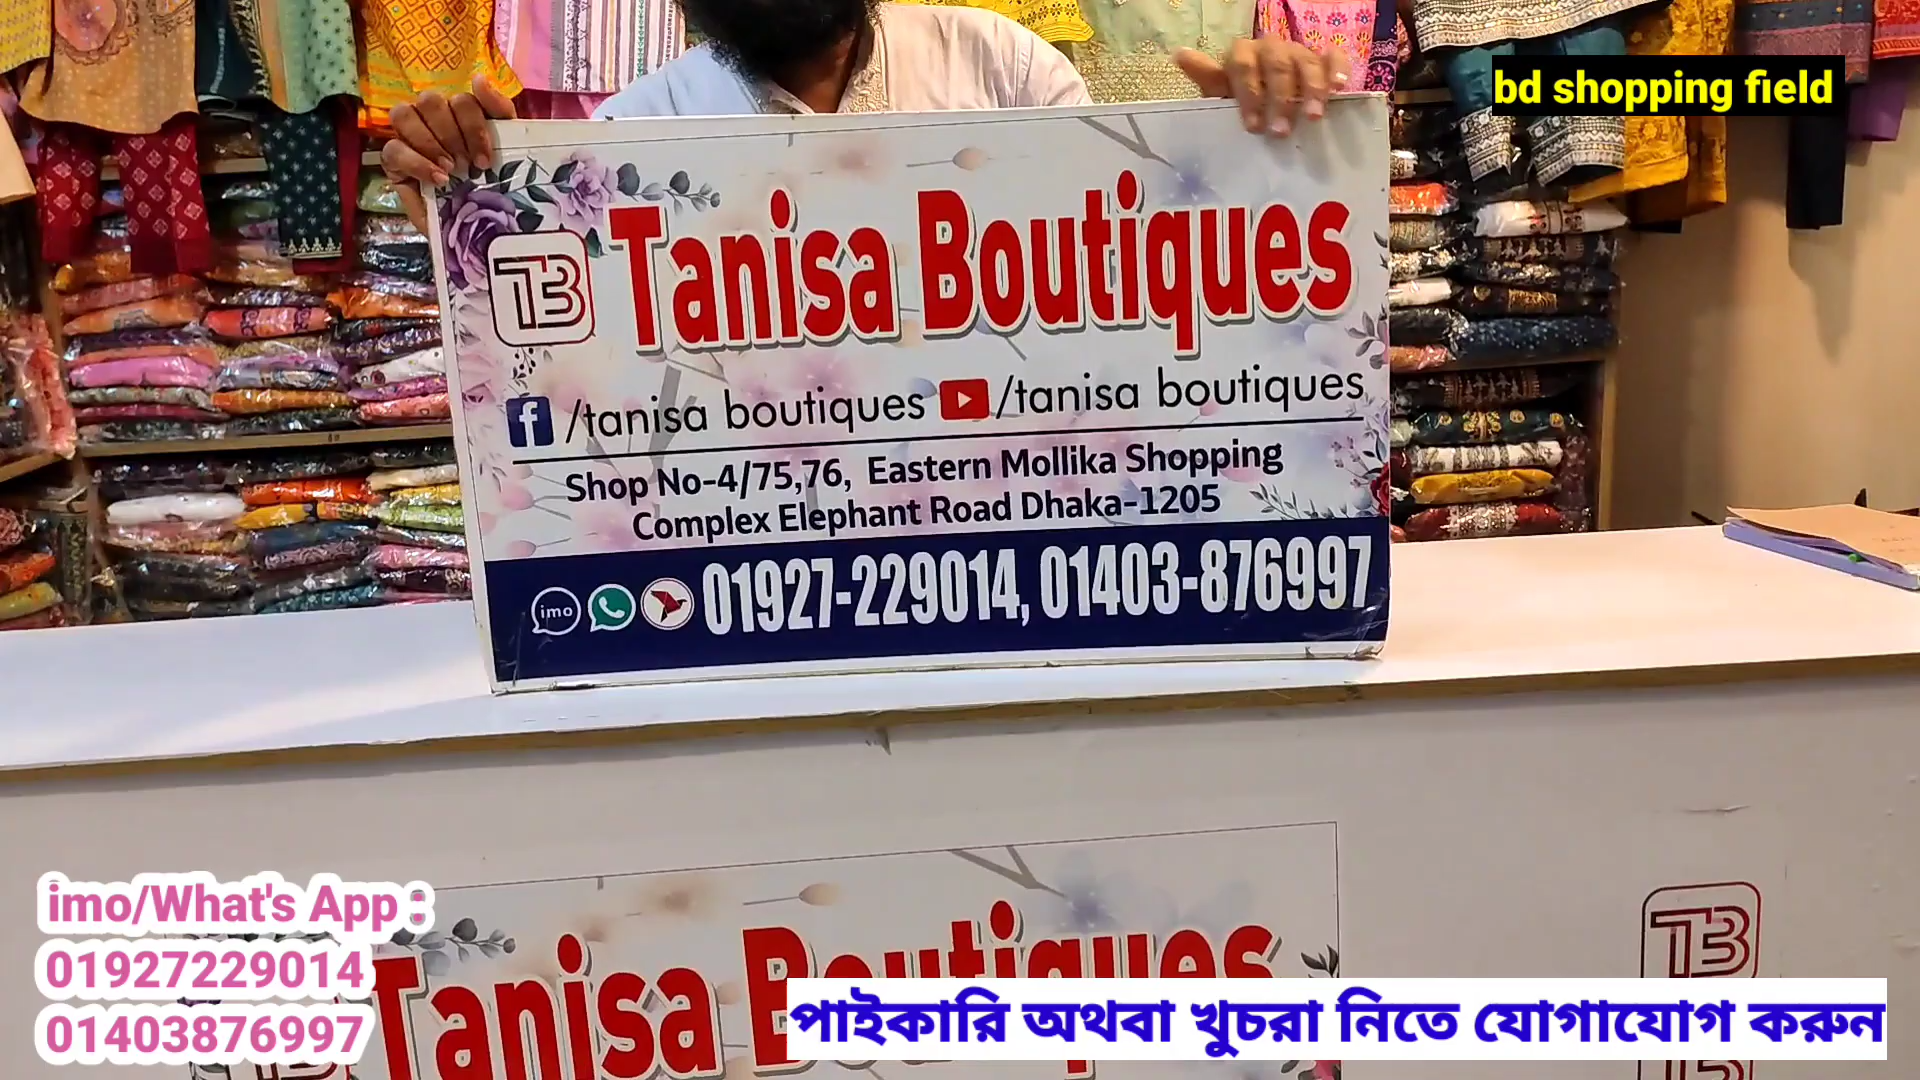 bd shopping field
TB Tanisa Boutiques
/tanisa boutiques /tanisa boutiques
Shop No-4/75,76, Eastern Mollika Shopping
Complex Elephant Road Dhaka-1205
imo 01927-229014, 01403-876997
imo/What's App :
01927229014
01403876997
Tanisa Boutiques
TB
পাইকারি অথবা খুচরা নিতে যোগাযোগ করুন